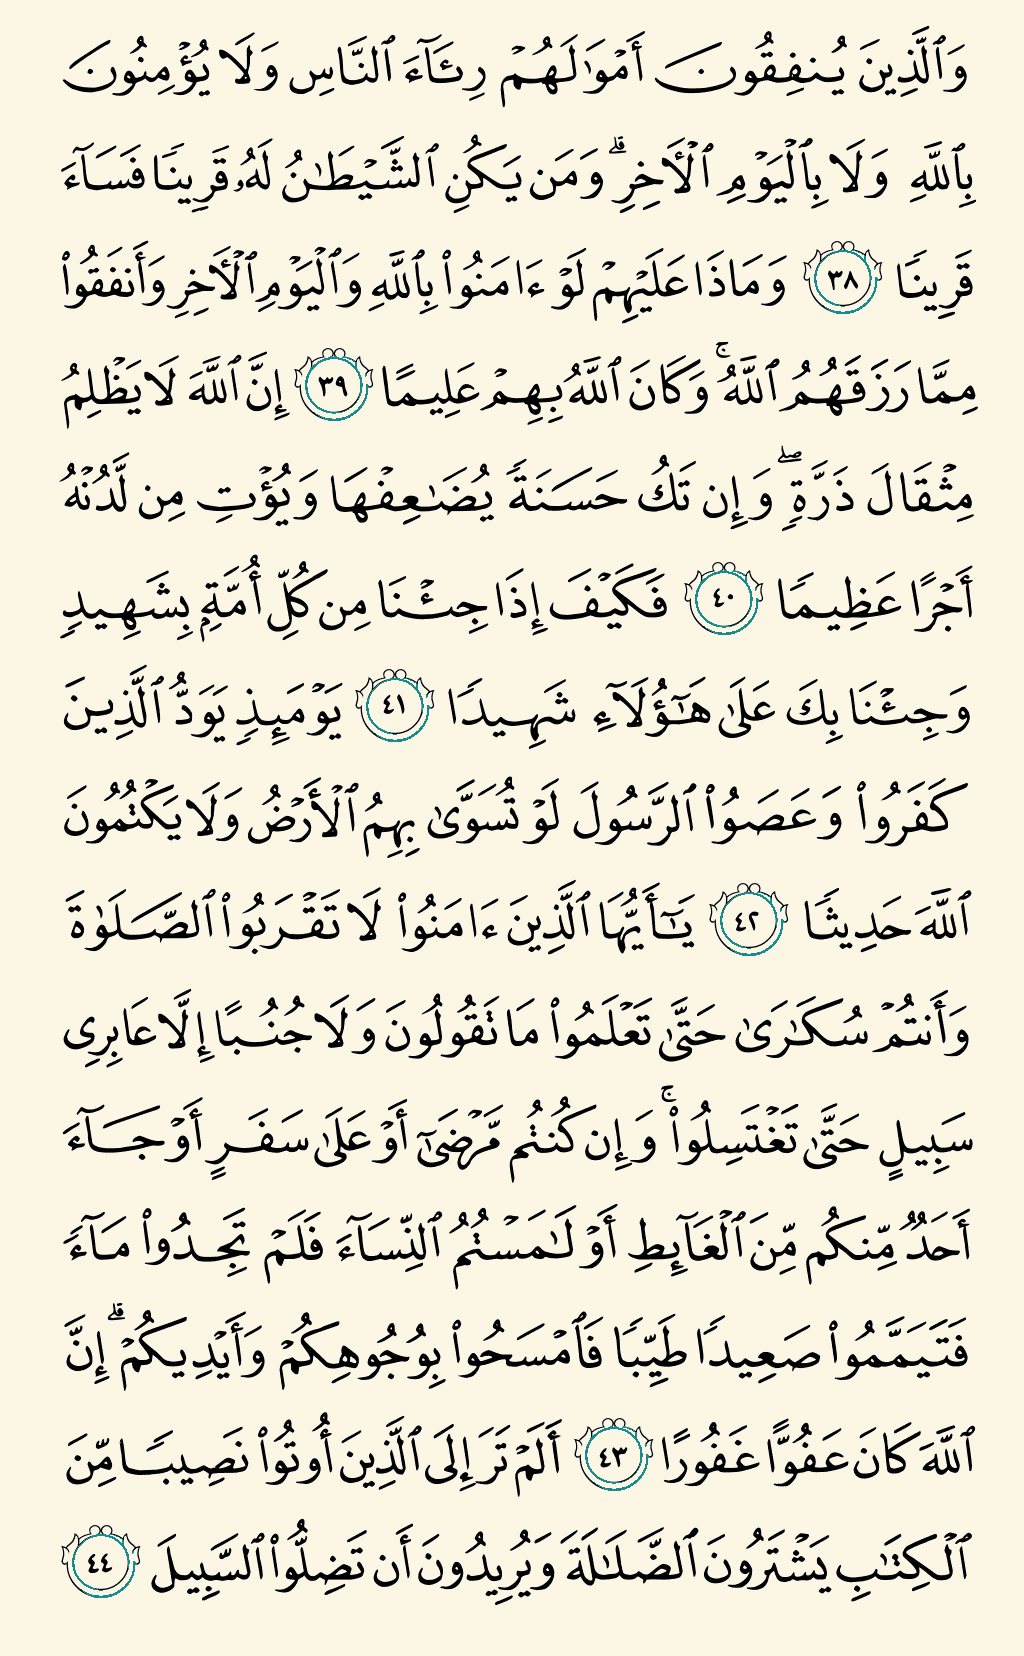 وَٱلَّذِينَ يُنفِقُونَ أَمْوَٰلَهُمْ رِئَآءَ ٱلنَّاسِ وَلَا يُؤْمِنُونَ
بِٱللَّهِ وَلَا بِٱلْيَوْمِ ٱلْـَٔاخِرِ ۗ وَمَن يَكُنِ ٱلشَّيْطَـٰنُ لَهُۥ قَرِينًا فَسَآءَ
قَرِينًا ٣٨ وَمَاذَا عَلَيْهِمْ لَوْ ءَامَنُوا۟ بِٱللَّهِ وَٱلْيَوْمِ ٱلْـَٔاخِرِ وَأَنفَقُوا۟
مِمَّا رَزَقَهُمُ ٱللَّهُ ۚ وَكَانَ ٱللَّهُ بِهِمْ عَلِيمًا ٣٩ إِنَّ ٱللَّهَ لَا يَظْلِمُ
مِثْقَالَ ذَرَّةٍ ۖ وَإِن تَكُ حَسَنَةً يُضَـٰعِفْهَا وَيُؤْتِ مِن لَّدُنْهُ
أَجْرًا عَظِيمًا ٤٠ فَكَيْفَ إِذَا جِئْنَا مِن كُلِّ أُمَّةٍۭ بِشَهِيدٍ
وَجِئْنَا بِكَ عَلَىٰ هَـٰٓؤُلَآءِ شَهِيدًا ٤١ يَوْمَئِذٍ يَوَدُّ ٱلَّذِينَ
كَفَرُوا۟ وَعَصَوُا۟ ٱلرَّسُولَ لَوْ تُسَوَّىٰ بِهِمُ ٱلْأَرْضُ وَلَا يَكْتُمُونَ
ٱللَّهَ حَدِيثًا ٤٢ يَـٰٓأَيُّهَا ٱلَّذِينَ ءَامَنُوا۟ لَا تَقْرَبُوا۟ ٱلصَّلَوٰةَ
وَأَنتُمْ سُكَـٰرَىٰ حَتَّىٰ تَعْلَمُوا۟ مَا تَقُولُونَ وَلَا جُنُبًا إِلَّا عَابِرِى
سَبِيلٍ حَتَّىٰ تَغْتَسِلُوا۟ ۚ وَإِن كُنتُم مَّرْضَىٰٓ أَوْ عَلَىٰ سَفَرٍ أَوْ جَآءَ
أَحَدٌ مِّنكُم مِّنَ ٱلْغَآئِطِ أَوْ لَـٰمَسْتُمُ ٱلنِّسَآءَ فَلَمْ تَجِدُوا۟ مَآءً
فَتَيَمَّمُوا۟ صَعِيدًا طَيِّبًا فَٱمْسَحُوا۟ بِوُجُوهِكُمْ وَأَيْدِيكُمْ ۗ إِنَّ
ٱللَّهَ كَانَ عَفُوًّا غَفُورًا ٤٣ أَلَمْ تَرَ إِلَى ٱلَّذِينَ أُوتُوا۟ نَصِيبًا مِّنَ
ٱلْكِتَـٰبِ يَشْتَرُونَ ٱلضَّلَـٰلَةَ وَيُرِيدُونَ أَن تَضِلُّوا۟ ٱلسَّبِيلَ ٤٤